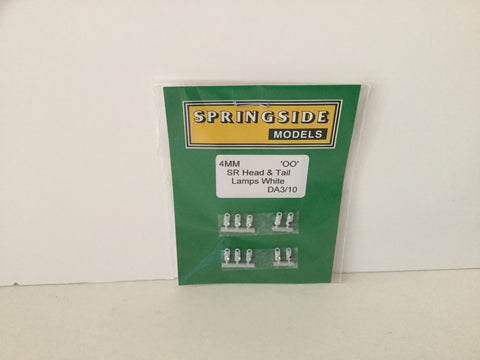 SPRINGSIDE
MODELS
4MM 'OO'
SR Head & Tail
Lamps White
DA3/10